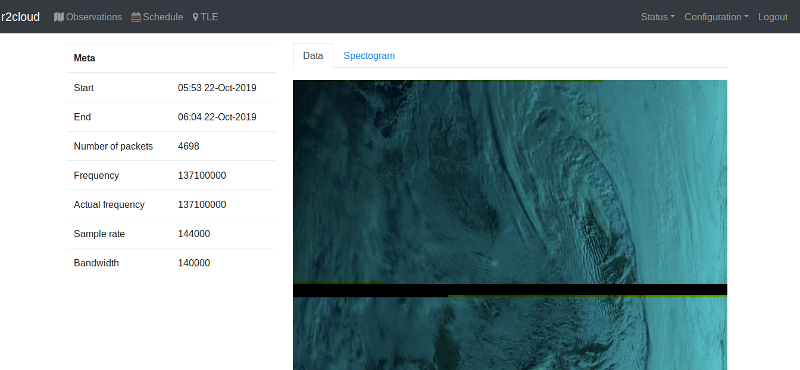 r2cloud Observations Schedule TLE Status Configuration Logout
Data Spectogram
Meta
Start 05:53 22-Oct-2019
End 06:04 22-Oct-2019
Number of packets 4698
Frequency 137100000
Actual frequency 137100000
Sample rate 144000
Bandwidth 140000